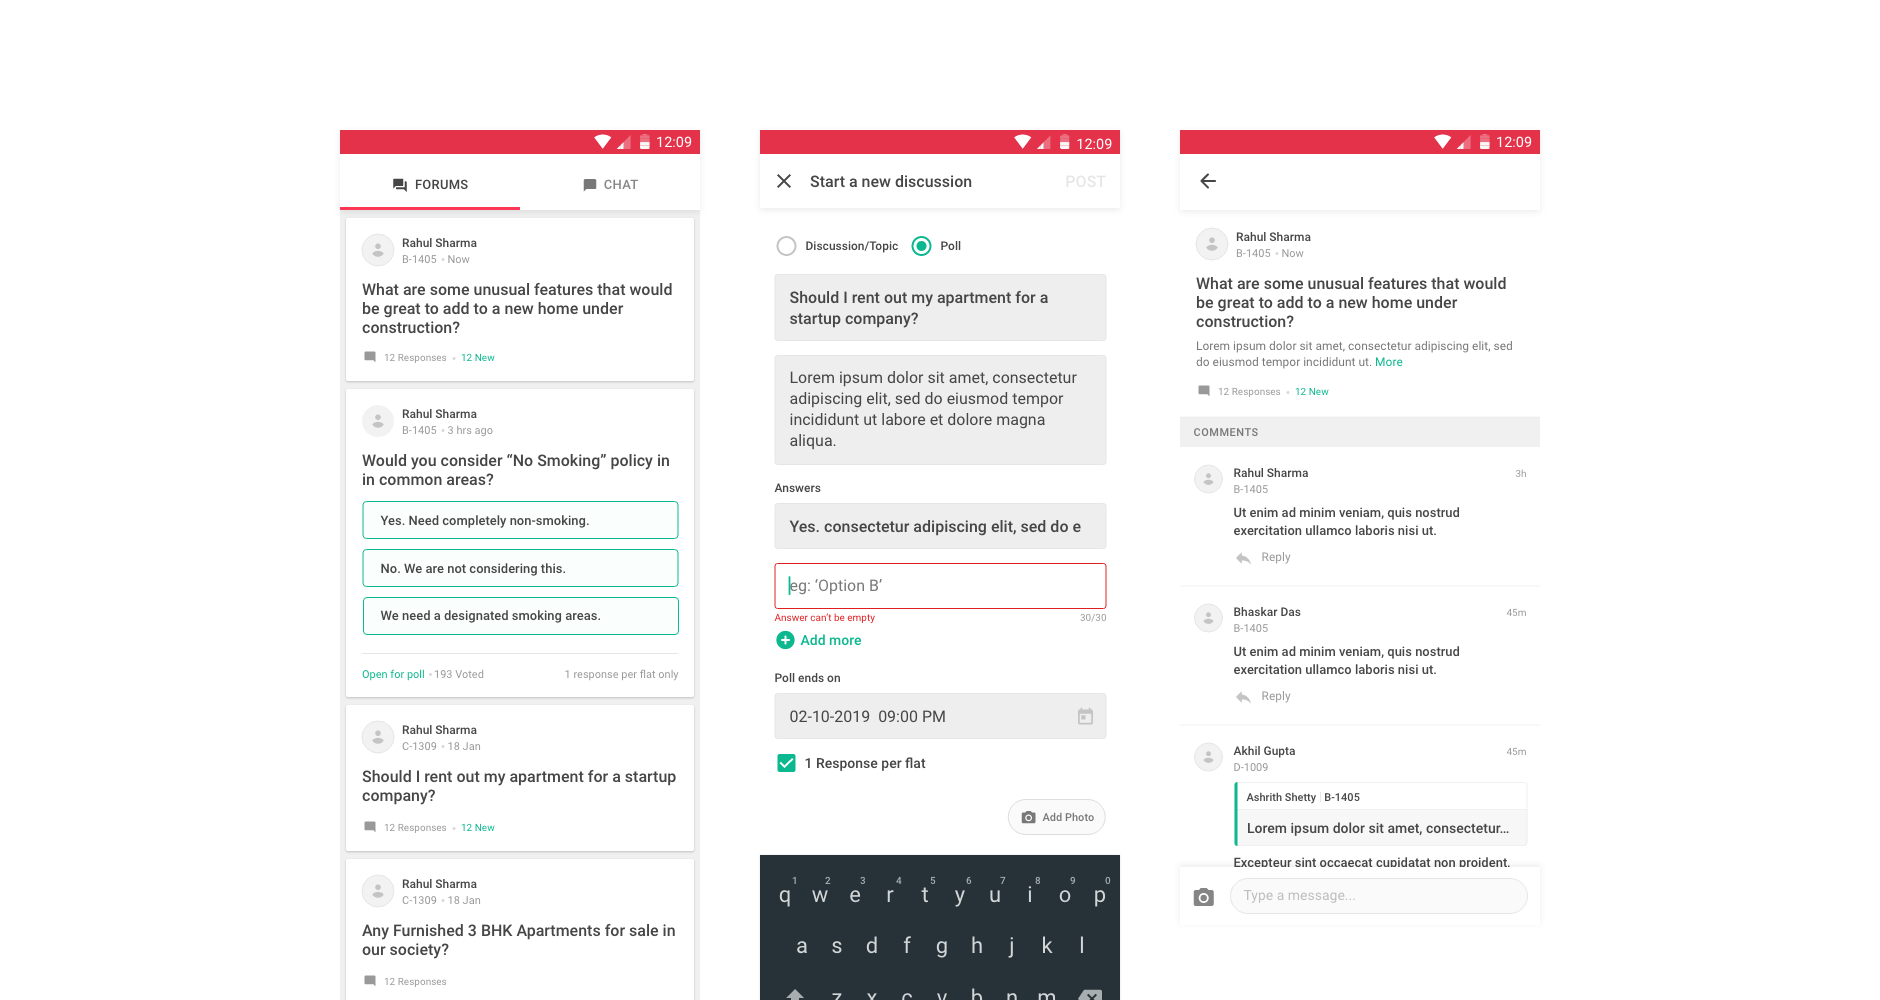 12:09
FORUMS
CHAT
Rahul Sharma
B-1405 • Now
What are some unusual features that would
be great to add to a new home under
construction?
12 Responses • 12 New
Rahul Sharma
B-1405 • 3 hrs ago
Would you consider “No Smoking” policy in
in common areas?
Yes. Need completely non-smoking.
No. We are not considering this.
We need a designated smoking areas.
Open for poll • 193 Voted
1 response per flat only
Rahul Sharma
C-1309 • 18 Jan
Should I rent out my apartment for a startup
company?
12 Responses • 12 New
Rahul Sharma
C-1309 • 18 Jan
Any Furnished 3 BHK Apartments for sale in
our society?
12 Responses
12:09
Start a new discussion
POST
Discussion/Topic
Poll
Should I rent out my apartment for a
startup company?
Lorem ipsum dolor sit amet, consectetur
adipiscing elit, sed do eiusmod tempor
incididunt ut labore et dolore magna
aliqua.
Answers
Yes. consectetur adipiscing elit, sed do e
eg: ‘Option B’
Answer can’t be empty
30/30
Add more
Poll ends on
02-10-2019 09:00 PM
1 Response per flat
Add Photo
1 2 3 4 5 6 7 8 9 0
q w e r t y u i o p
a s d f g h j k l
z x c v b n m
12:09
Rahul Sharma
B-1405 • Now
What are some unusual features that would
be great to add to a new home under
construction?
Lorem ipsum dolor sit amet, consectetur adipiscing elit, sed
do eiusmod tempor incididunt ut. More
12 Responses • 12 New
COMMENTS
Rahul Sharma
3h
B-1405
Ut enim ad minim veniam, quis nostrud
exercitation ullamco laboris nisi ut.
Reply
Bhaskar Das
45m
B-1405
Ut enim ad minim veniam, quis nostrud
exercitation ullamco laboris nisi ut.
Reply
Akhil Gupta
45m
D-1009
Ashrith Shetty | B-1405
Lorem ipsum dolor sit amet, consectetur...
Excepteur sint occaecat cupidatat non proident,
Type a message...